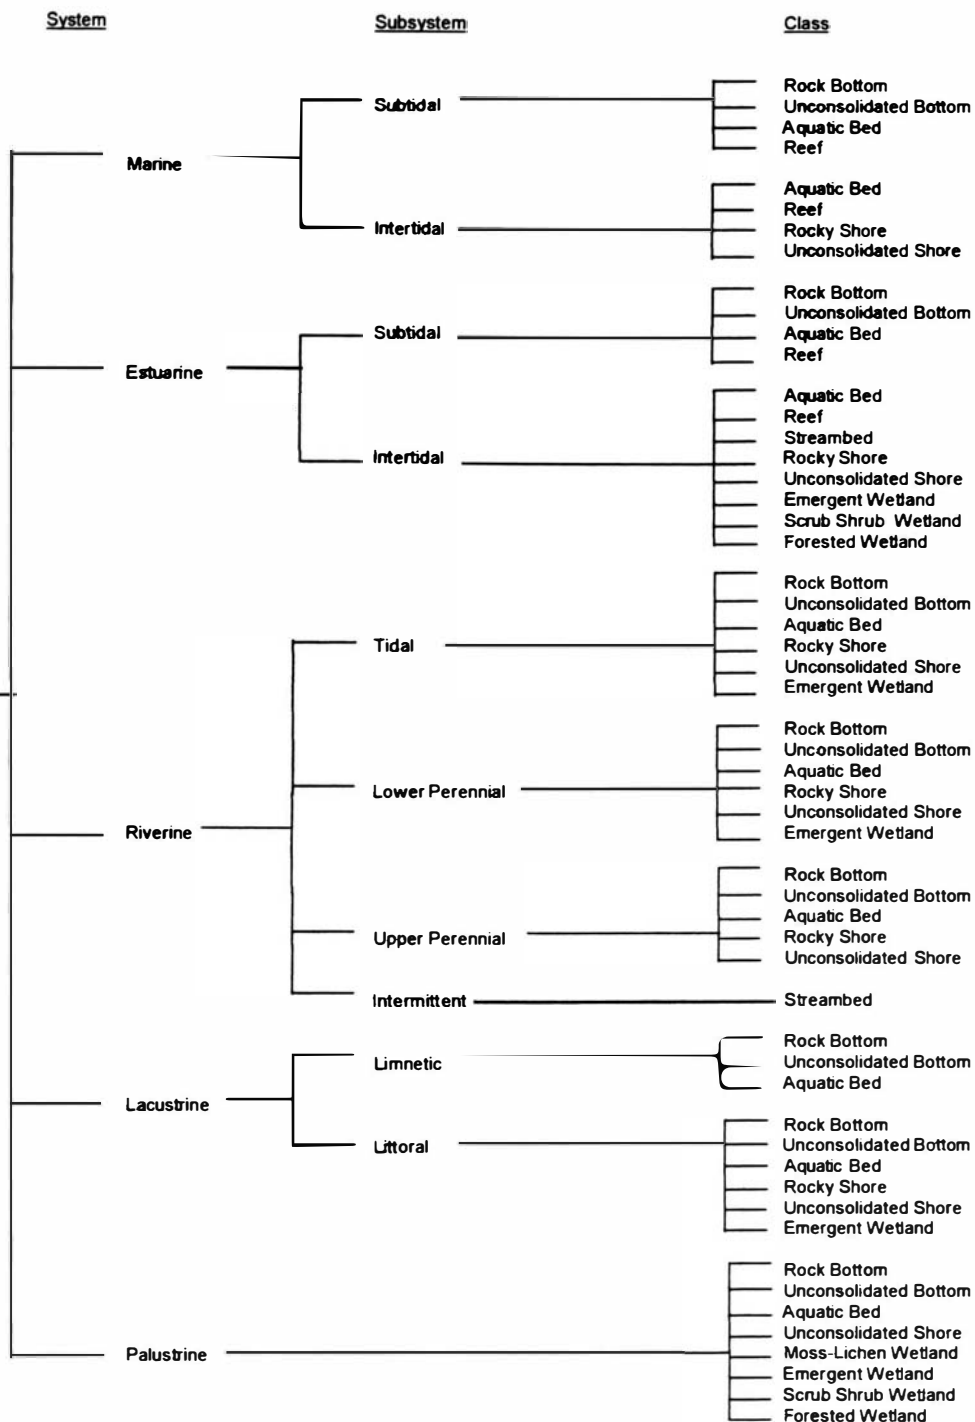 System Subsystem Class
Rock Bottom
Subtidal Unconsolidated Bottom
Aquatic Bed
Reef
Marine
Aquatic Bed
Reef
Intertidal Rocky Shore
Unconsolidated Shore
Rock Bottom
Unconsolidated Bottom
Subtidal Aquatic Bed
Reef
Estuarine
Aquatic Bed
Reef
Streambed
Intertidal Rocky Shore
Unconsolidated Shore
Emergent Wetland
Scrub Shrub Wetland
Forested Wetland
Rock Bottom
Unconsolidated Bottom
Aquatic Bed
Tidal Rocky Shore
Unconsolidated Shore
Emergent Wetland
Rock Bottom
Unconsolidated Bottom
Aquatic Bed
Lower Perennial Rocky Shore
Unconsolidated Shore
Riverine Emergent Wetland
Rock Bottom
Unconsolidated Bottom
Aquatic Bed
Upper Perennial Rocky Shore
Unconsolidated Shore
Intermittent Streambed
Rock Bottom
Limnetic Unconsolidated Bottom
Aquatic Bed
Lacustrine
Rock Bottom
Littoral Unconsolidated Bottom
Aquatic Bed
Rocky Shore
Unconsolidated Shore
Emergent Wetland
Rock Bottom
Unconsolidated Bottom
Aquatic Bed
Unconsolidated Shore
Palustrine Moss-Lichen Wetland
Emergent Wetland
Scrub Shrub Wetland
Forested Wetland